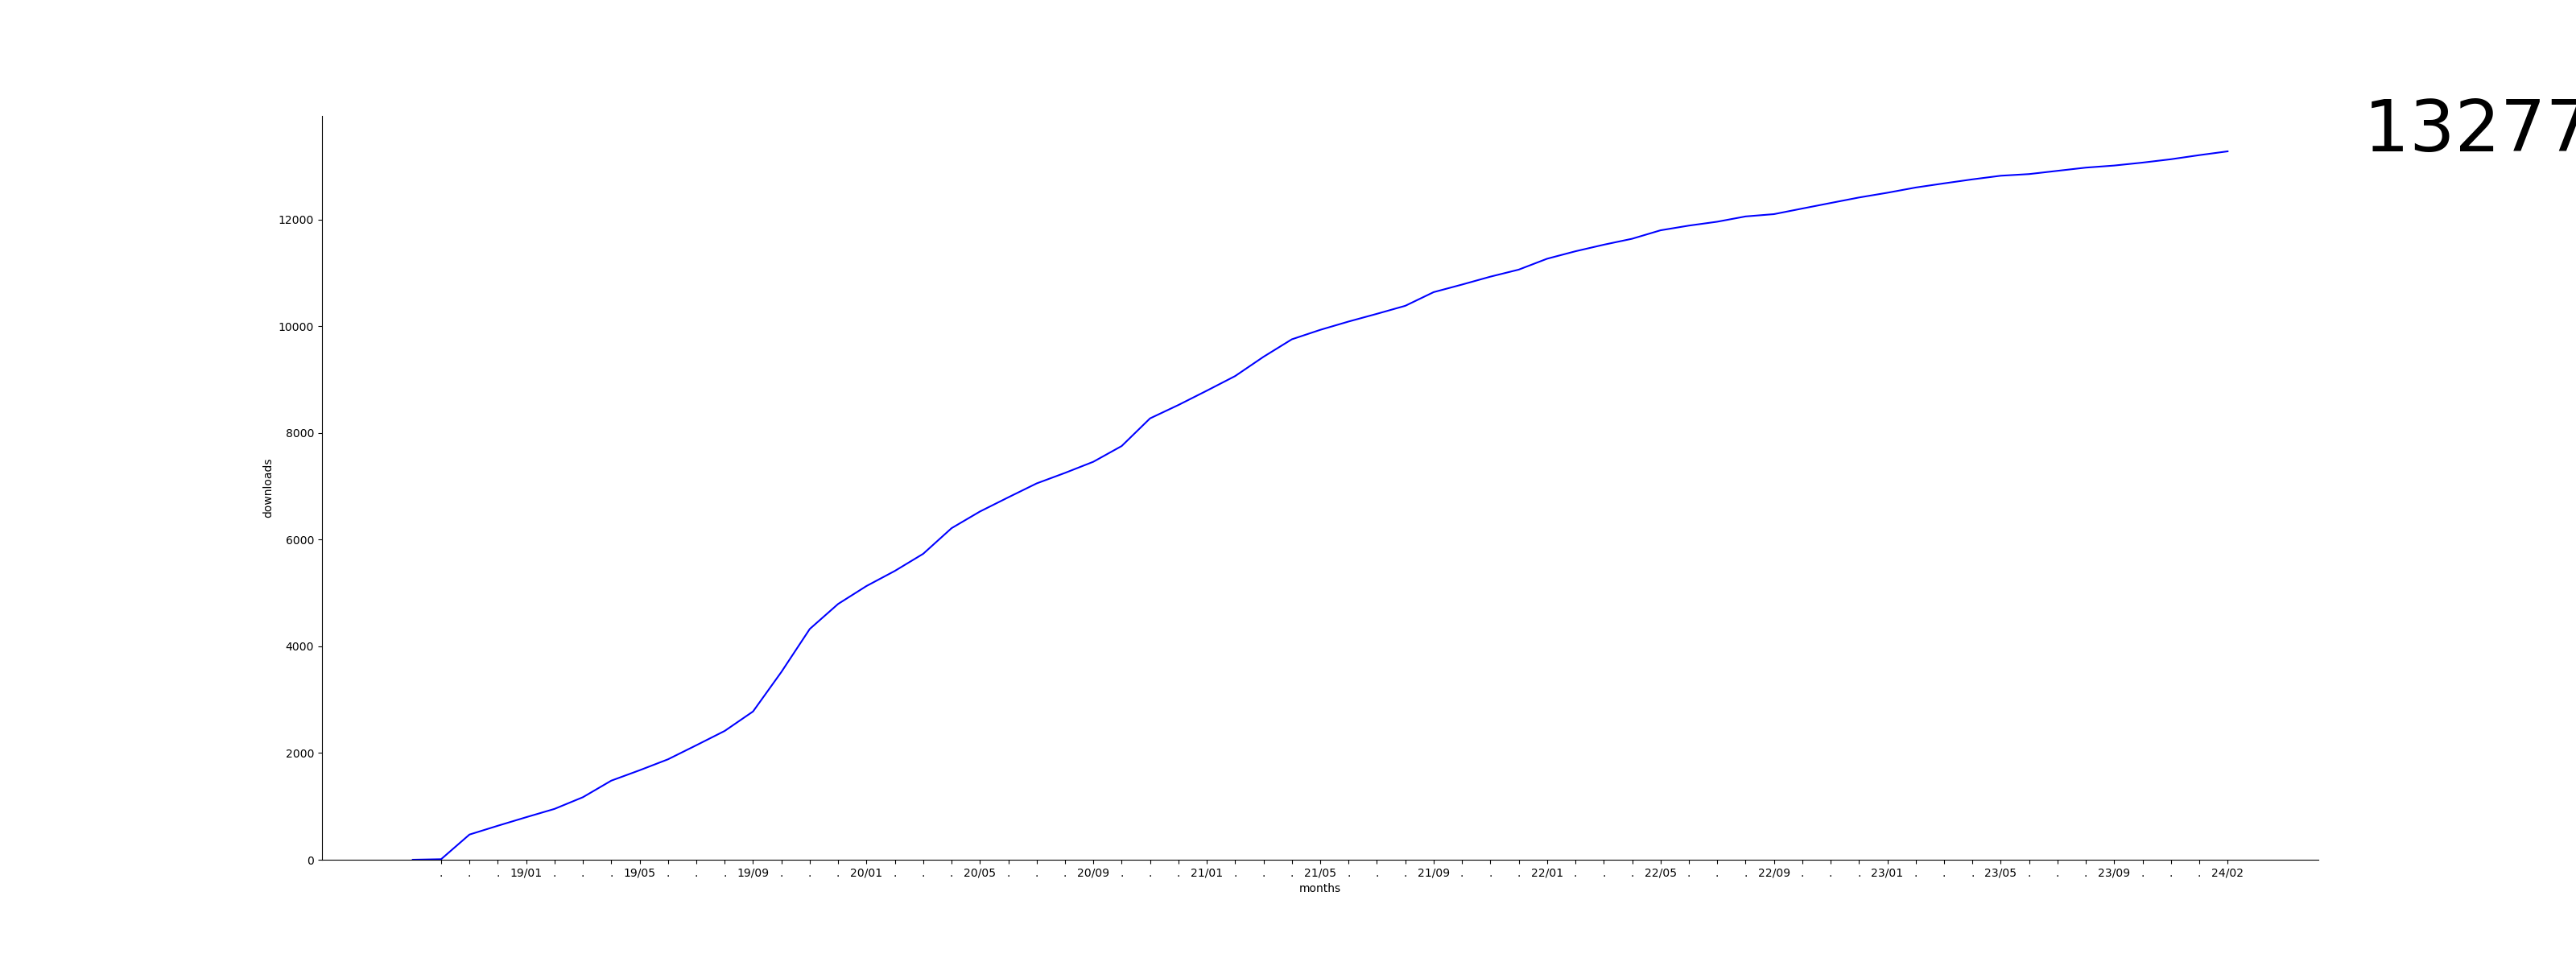 13277
12000
10000
8000
6000
4000
2000
0
downloads
. . . 19/01 . . . 19/05 . . . 19/09 . . . 20/01 . . . 20/05 . . . 20/09 . . . 21/01 . . . 21/05 . . . 21/09 . . . 22/01 . . . 22/05 . . . 22/09 . . . 23/01 . . . 23/05 . . . 23/09 . . . 24/02
months